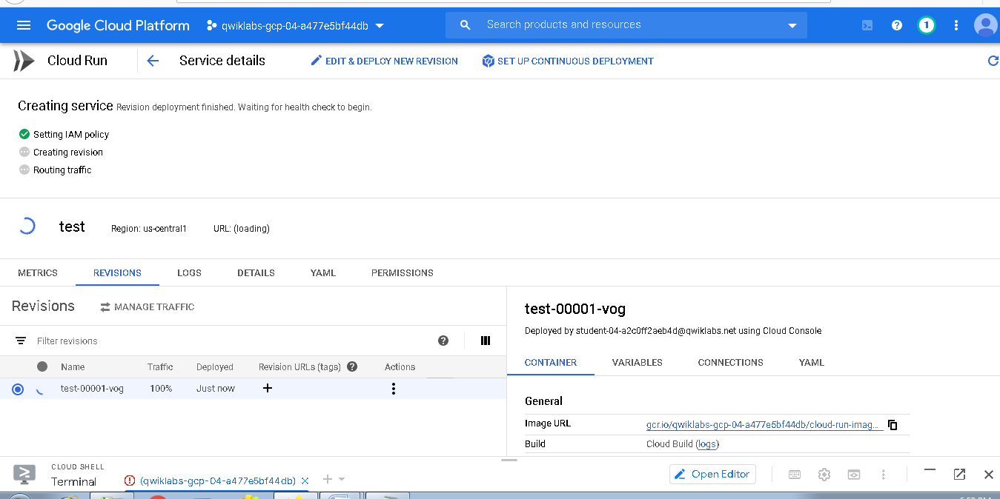 Google Cloud Platform qwiklabs-gcp-04-a477e5bf44db Search products and resources 1
Cloud Run Service details EDIT & DEPLOY NEW REVISION SET UP CONTINUOUS DEPLOYMENT
Creating service Revision deployment finished. Waiting for health check to begin.
Setting IAM policy
Creating revision
Routing traffic
test Region: us-central1 URL: (loading)
METRICS REVISIONS LOGS DETAILS YAML PERMISSIONS
Revisions MANAGE TRAFFIC
Filter revisions
Name Traffic Deployed Revision URLs (tags) Actions
test-00001-vog 100% Just now
test-00001-vog
Deployed by student-04-a2c0ff2aeb4d@qwiklabs.net using Cloud Console
CONTAINER VARIABLES CONNECTIONS YAML
General
Image URL gcr.io/qwiklabs-gcp-04-a477e5bf44db/cloud-run-imag...
Build Cloud Build (logs)
CLOUD SHELL
Terminal (qwiklabs-gcp-04-a477e5bf44db) Open Editor